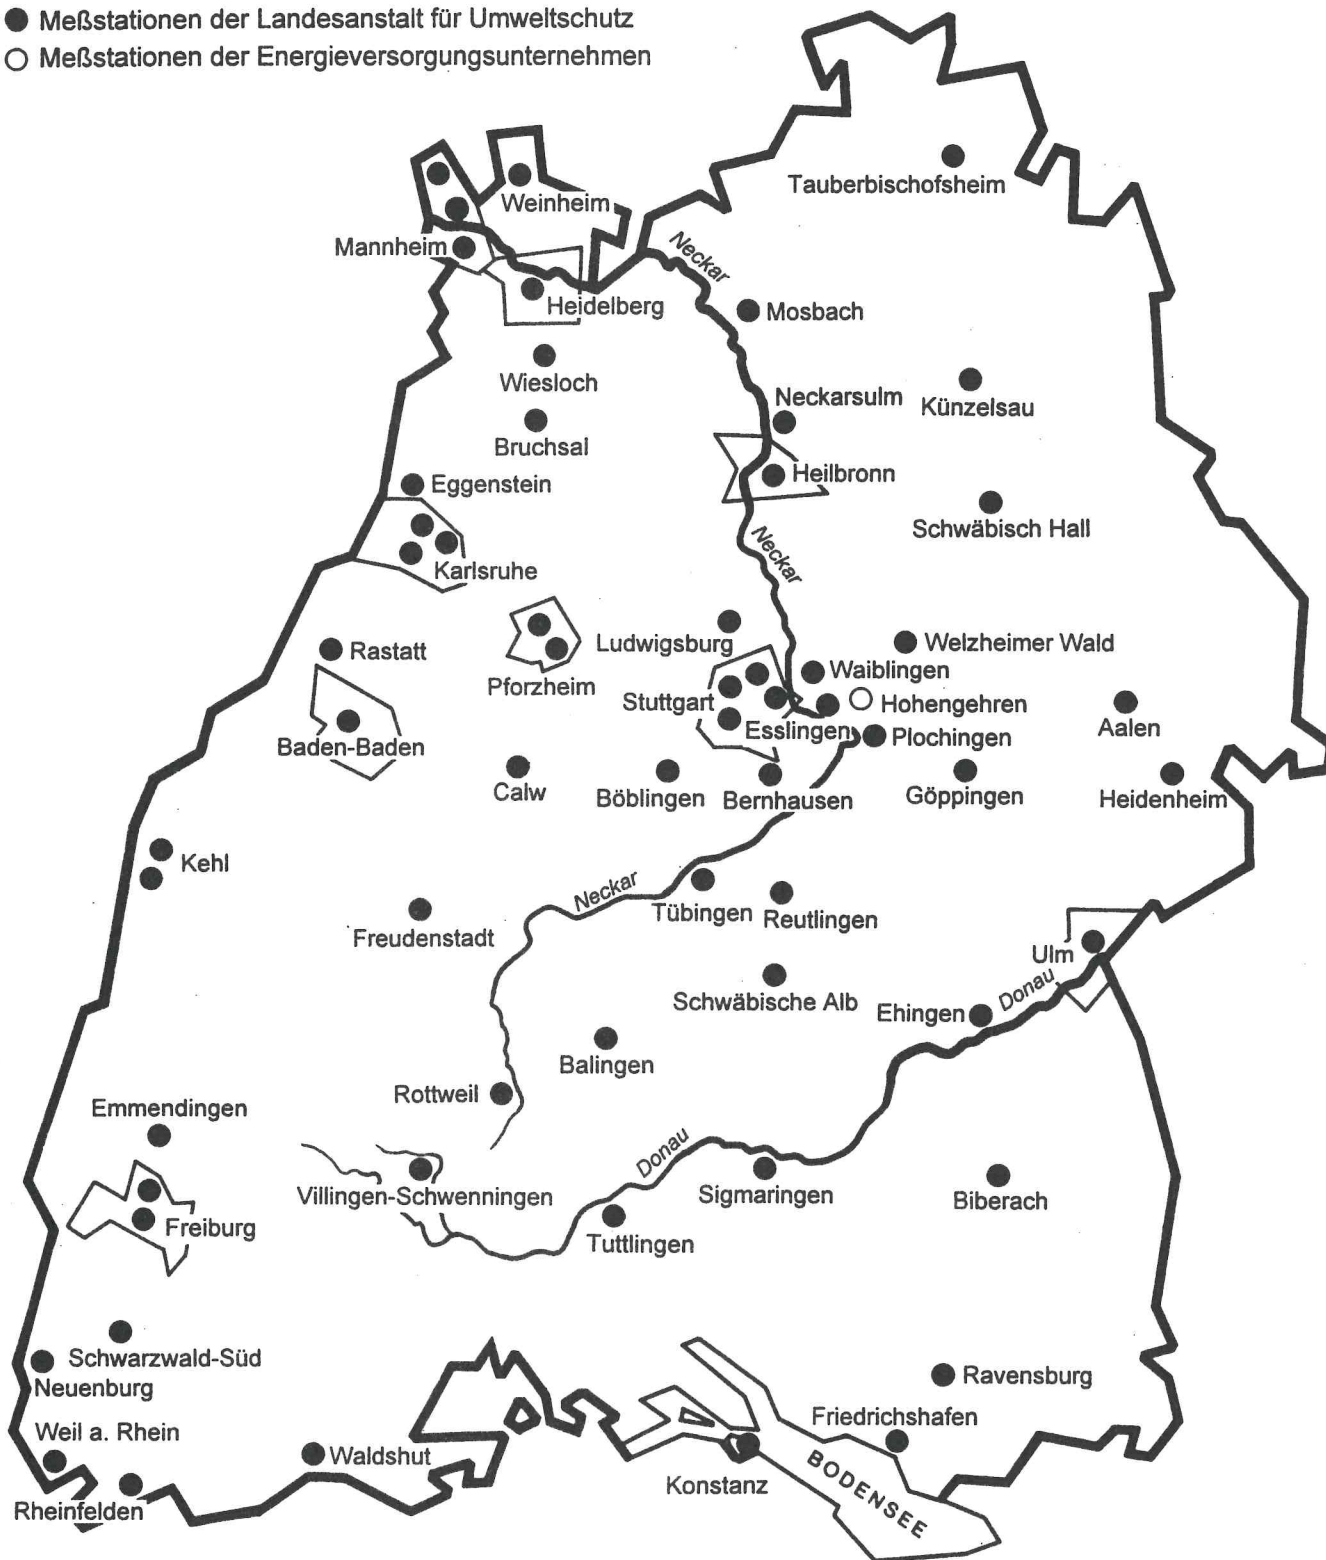 Meßstationen der Landesanstalt für Umweltschutz
Meßstationen der Energieversorgungsunternehmen
Tauberbischofsheim
Weinheim
Mannheim
Neckar
Heidelberg
Mosbach
Wiesloch
Neckarsulm
Künzelsau
Bruchsal
Heilbronn
Eggenstein
Schwäbisch Hall
Neckar
Karlsruhe
Ludwigsburg
Welzheimer Wald
Rastatt
Waiblingen
Pforzheim
Stuttgart
Hohengehren
Aalen
Esslingen
Plochingen
Baden-Baden
Calw
Böblingen
Bernhausen
Göppingen
Heidenheim
Kehl
Neckar
Tübingen
Reutlingen
Freudenstadt
Ulm
Donau
Schwäbische Alb
Ehingen
Balingen
Rottweil
Emmendingen
Donau
Villingen-Schwenningen
Sigmaringen
Biberach
Freiburg
Tuttlingen
Schwarzwald-Süd
Neuenburg
Ravensburg
Friedrichshafen
Weil a. Rhein
Waldshut
Konstanz
BODENSEE
Rheinfelden